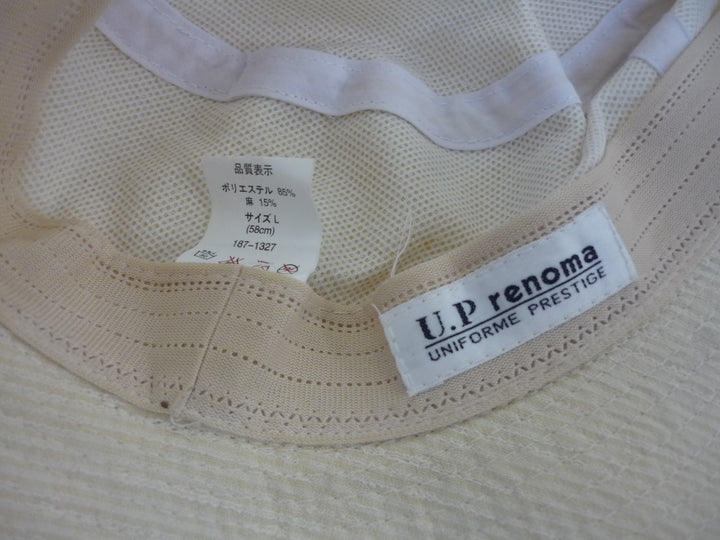 品質表示
ポリエステル 85%
麻 15%
サイズ L
(58cm)
187-1327
U.P renoma
UNIFORME PRESTIGE